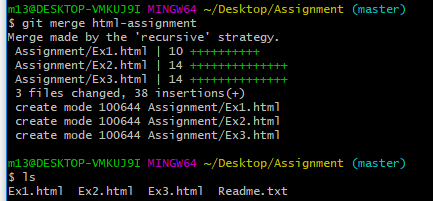 m13@DESKTOP-VMKUJ9I MINGW64 ~/Desktop/Assignment (master)
$ git merge html-assignment
Merge made by the 'recursive' strategy.
 Assignment/Ex1.html | 10 ++++++++++
 Assignment/Ex2.html | 14 ++++++++++++++
 Assignment/Ex3.html | 14 ++++++++++++++
 3 files changed, 38 insertions(+)
 create mode 100644 Assignment/Ex1.html
 create mode 100644 Assignment/Ex2.html
 create mode 100644 Assignment/Ex3.html
m13@DESKTOP-VMKUJ9I MINGW64 ~/Desktop/Assignment (master)
$ ls
Ex1.html  Ex2.html  Ex3.html  Readme.txt